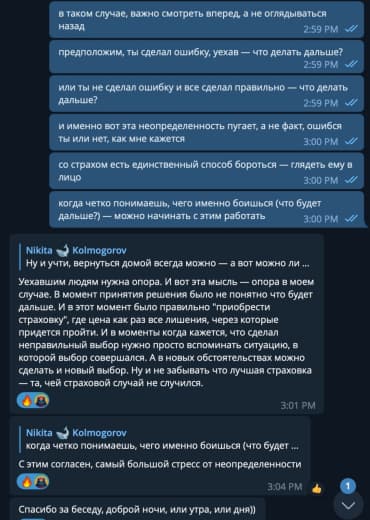 в таком случае, важно смотреть вперед, а не оглядываться
назад
2:59 PM
предположим, ты сделал ошибку, уехав — что делать дальше?
2:59 PM
или ты не сделал ошибку и все сделал правильно — что делать
дальше?
2:59 PM
и именно вот эта неопределенность пугает, а не факт, ошибся
ты или нет, как мне кажется
3:00 PM
со страхом есть единственный способ бороться — глядеть ему в
лицо
3:00 PM
когда четко понимаешь, чего именно боишься (что будет
дальше?) — можно начинать с этим работать
3:00 PM
Nikita Kolmogorov
Ну и учти, вернуться домой всегда можно — а вот можно ли ...
Уехавшим людям нужна опора. И вот эта мысль — опора в моем
случае. В момент принятия решения было не понятно что будет
дальше. И в этот момент было правильно "приобрести
страховку", где цена как раз все лишения, через которые
придется пройти. И в моменты когда кажется, что сделал
неправильный выбор нужно просто вспоминать ситуацию, в
которой выбор совершался. А в новых обстоятельствах можно
сделать и новый выбор. Ну и не забывать что лучшая страховка
— та, чей страховой случай не случился.
3:01 PM
Nikita Kolmogorov
когда четко понимаешь, чего именно боишься (что будет ...
С этим согласен, самый большой стресс от неопределенности
3:04 PM
1
Спасибо за беседу, доброй ночи, или утра, или дня))